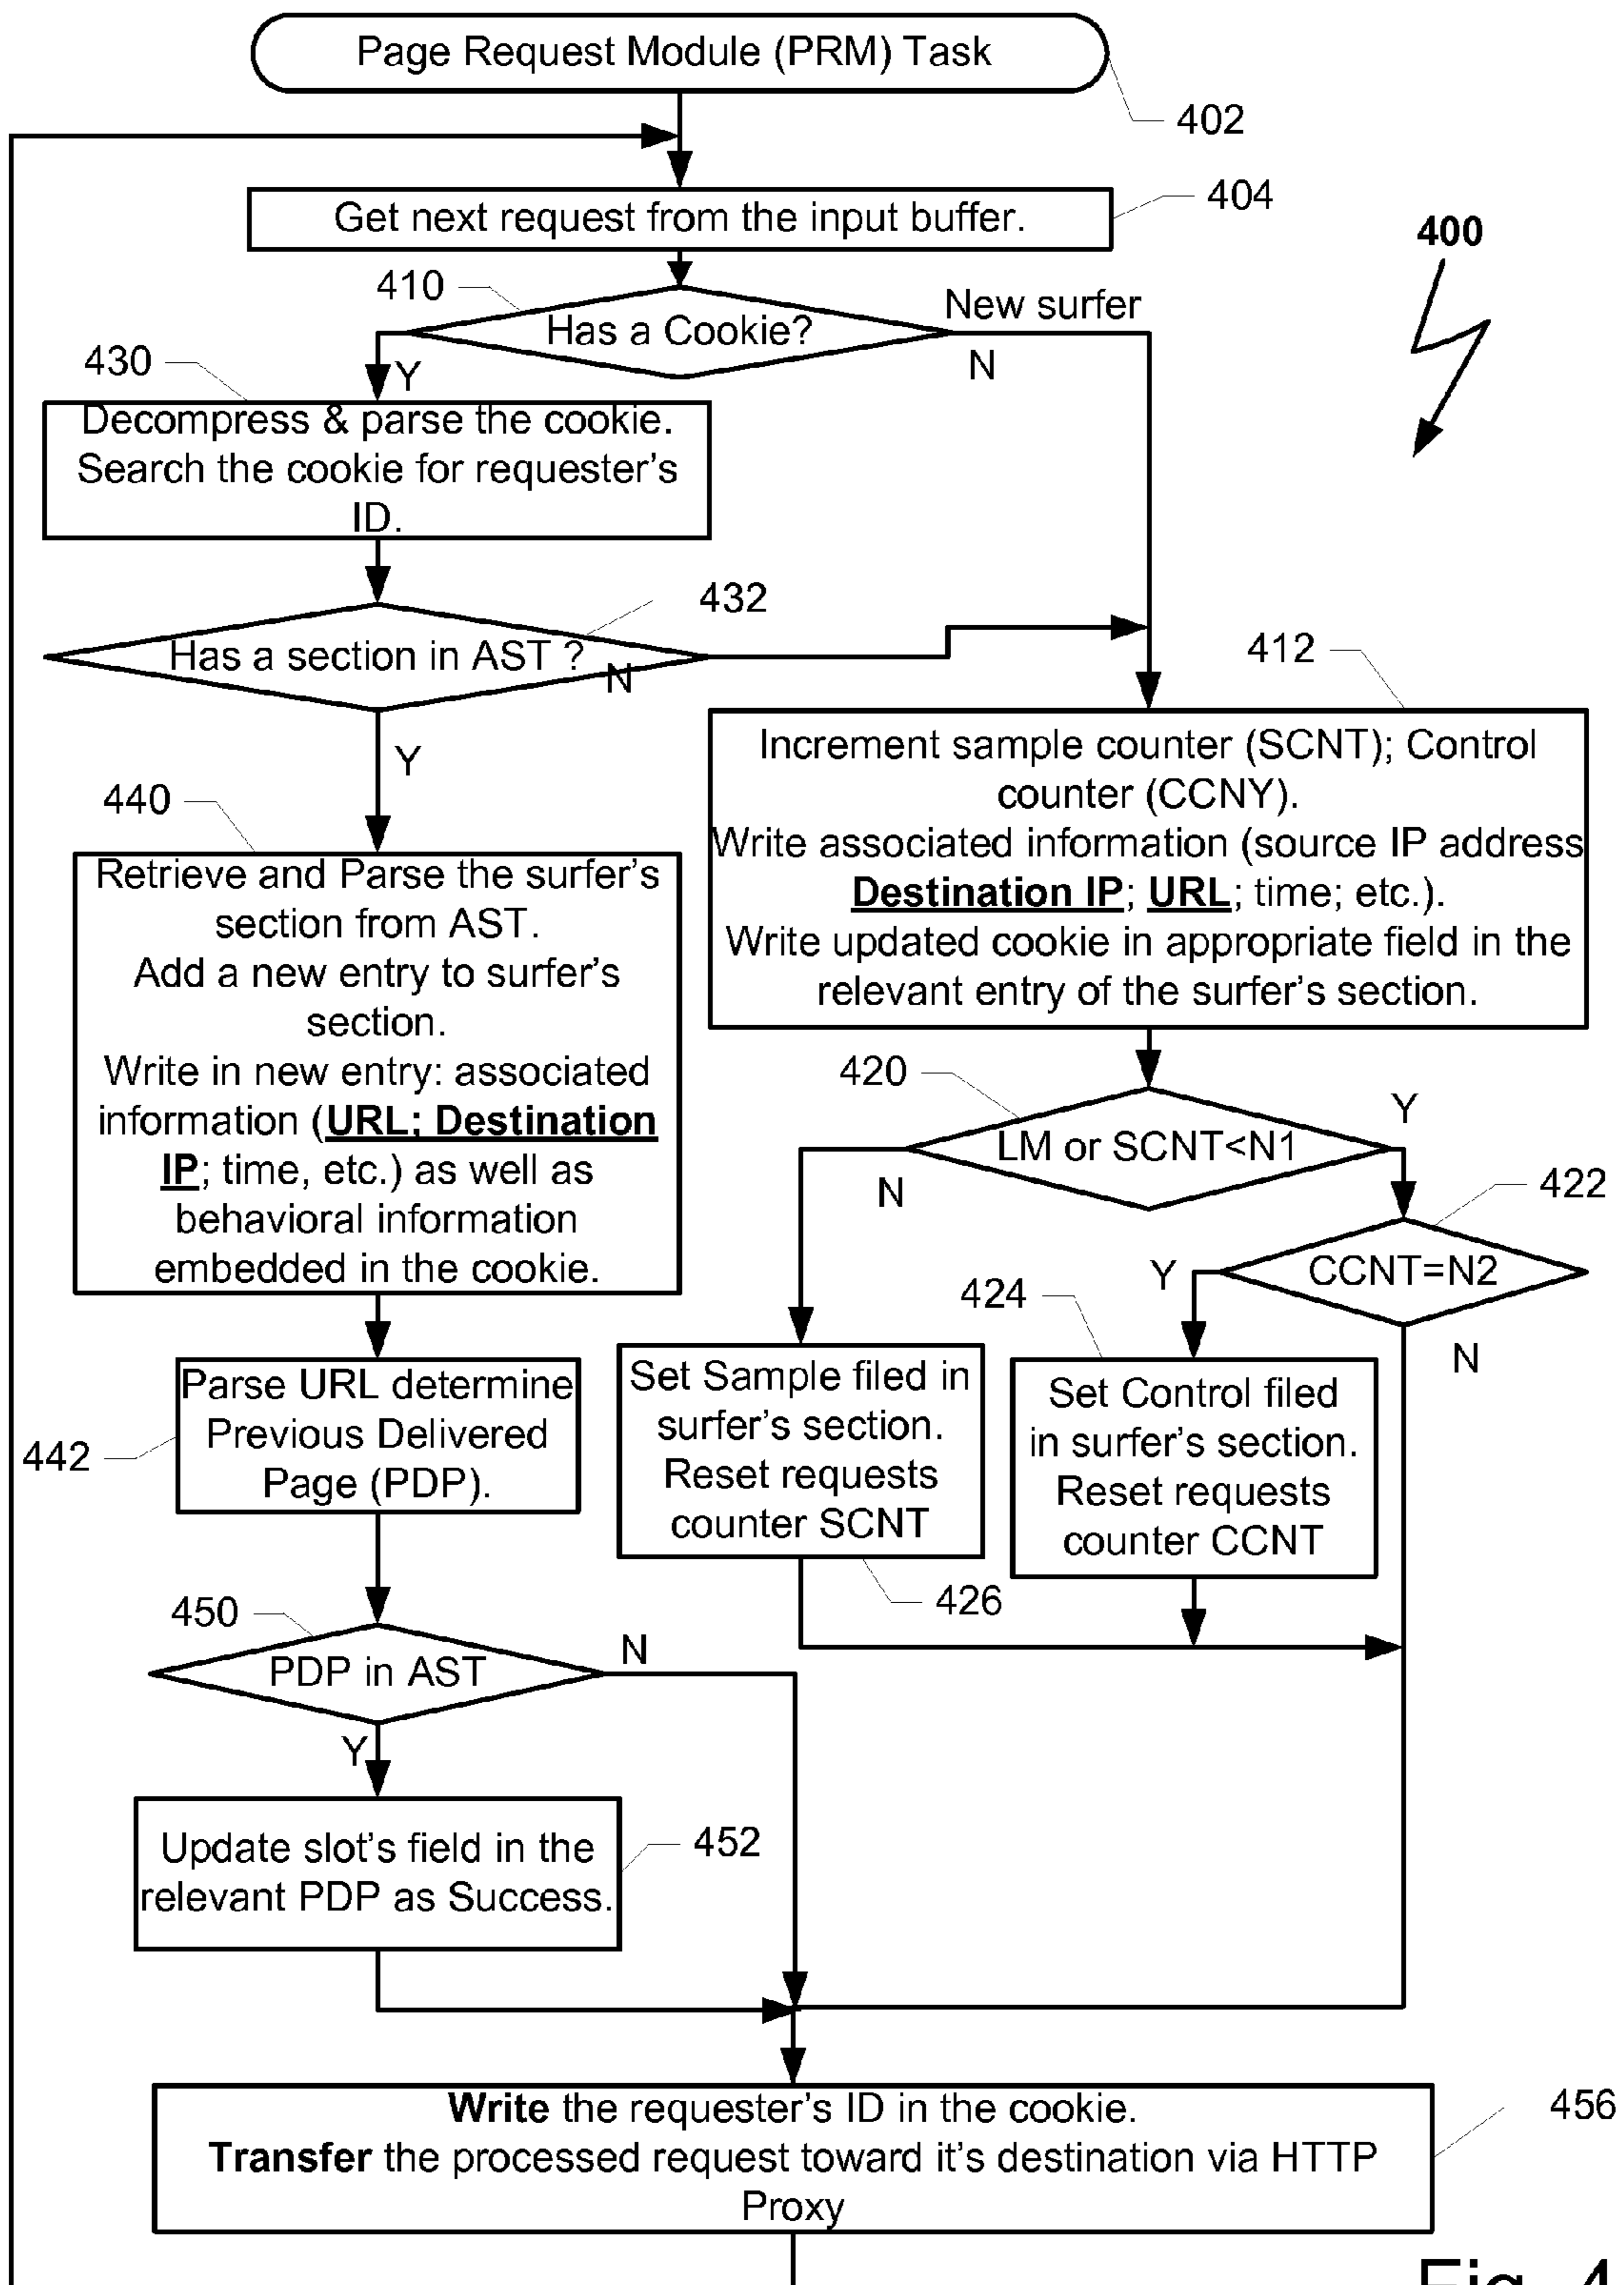 Page Request Module (PRM) Task
402
404
Get next request from the input buffer.
400
410
New surfer
Has a Cookie?
N
Y
430
Decompress & parse the cookie.
Search the cookie for requester's
ID.
432
Has a section in AST ?
N
Y
412
Increment sample counter (SCNT); Control
counter (CCNY).
Write associated information (source IP address
Destination IP; URL; time; etc.).
Write updated cookie in appropriate field in the
relevant entry of the surfer's section.
440
Retrieve and Parse the surfer's
section from AST.
Add a new entry to surfer's
section.
Write in new entry: associated
information (URL; Destination
IP; time, etc.) as well as
behavioral information
embedded in the cookie.
420
LM or SCNT<N1
Y
N
422
CCNT=N2
Y
N
424
Set Sample filed in
surfer's section.
Reset requests
counter SCNT
426
Set Control filed
in surfer's section.
Reset requests
counter CCNT
442
Parse URL determine
Previous Delivered
Page (PDP).
450
PDP in AST
N
Y
Update slot's field in the
relevant PDP as Success.
452
Write the requester's ID in the cookie.
Transfer the processed request toward it's destination via HTTP
Proxy
456
Fig. 4